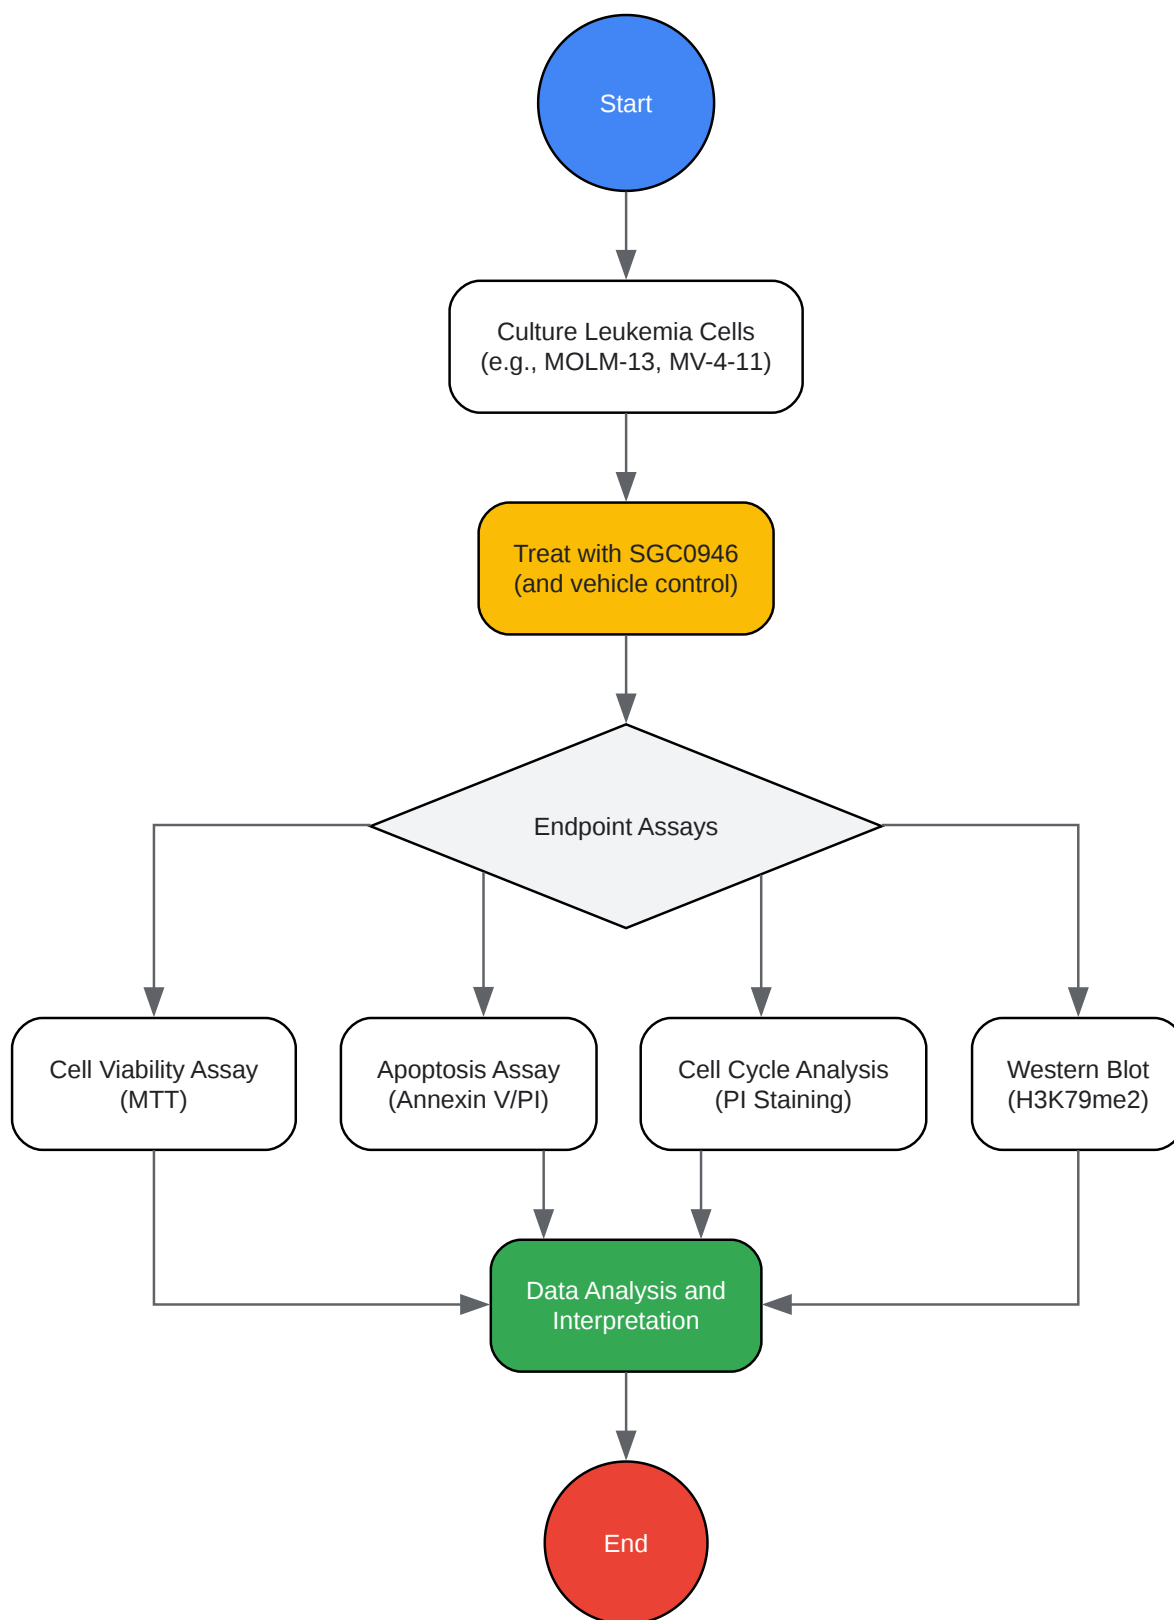 Start
Culture Leukemia Cells
(e.g., MOLM-13, MV-4-11)
Treat with SGC0946
(and vehicle control)
Endpoint Assays
Cell Viability Assay
(MTT)
Apoptosis Assay
(Annexin V/PI)
Cell Cycle Analysis
(PI Staining)
Western Blot
(H3K79me2)
Data Analysis and
Interpretation
End